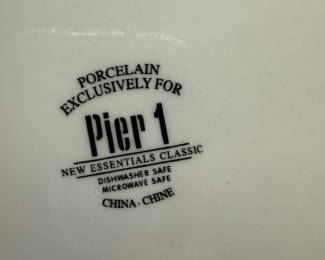 PORCELAIN
EXCLUSIVELY FOR
Pier 1
NEW ESSENTIALS CLASSIC
DISHWASHER SAFE
MICROWAVE SAFE
CHINA · CHINE